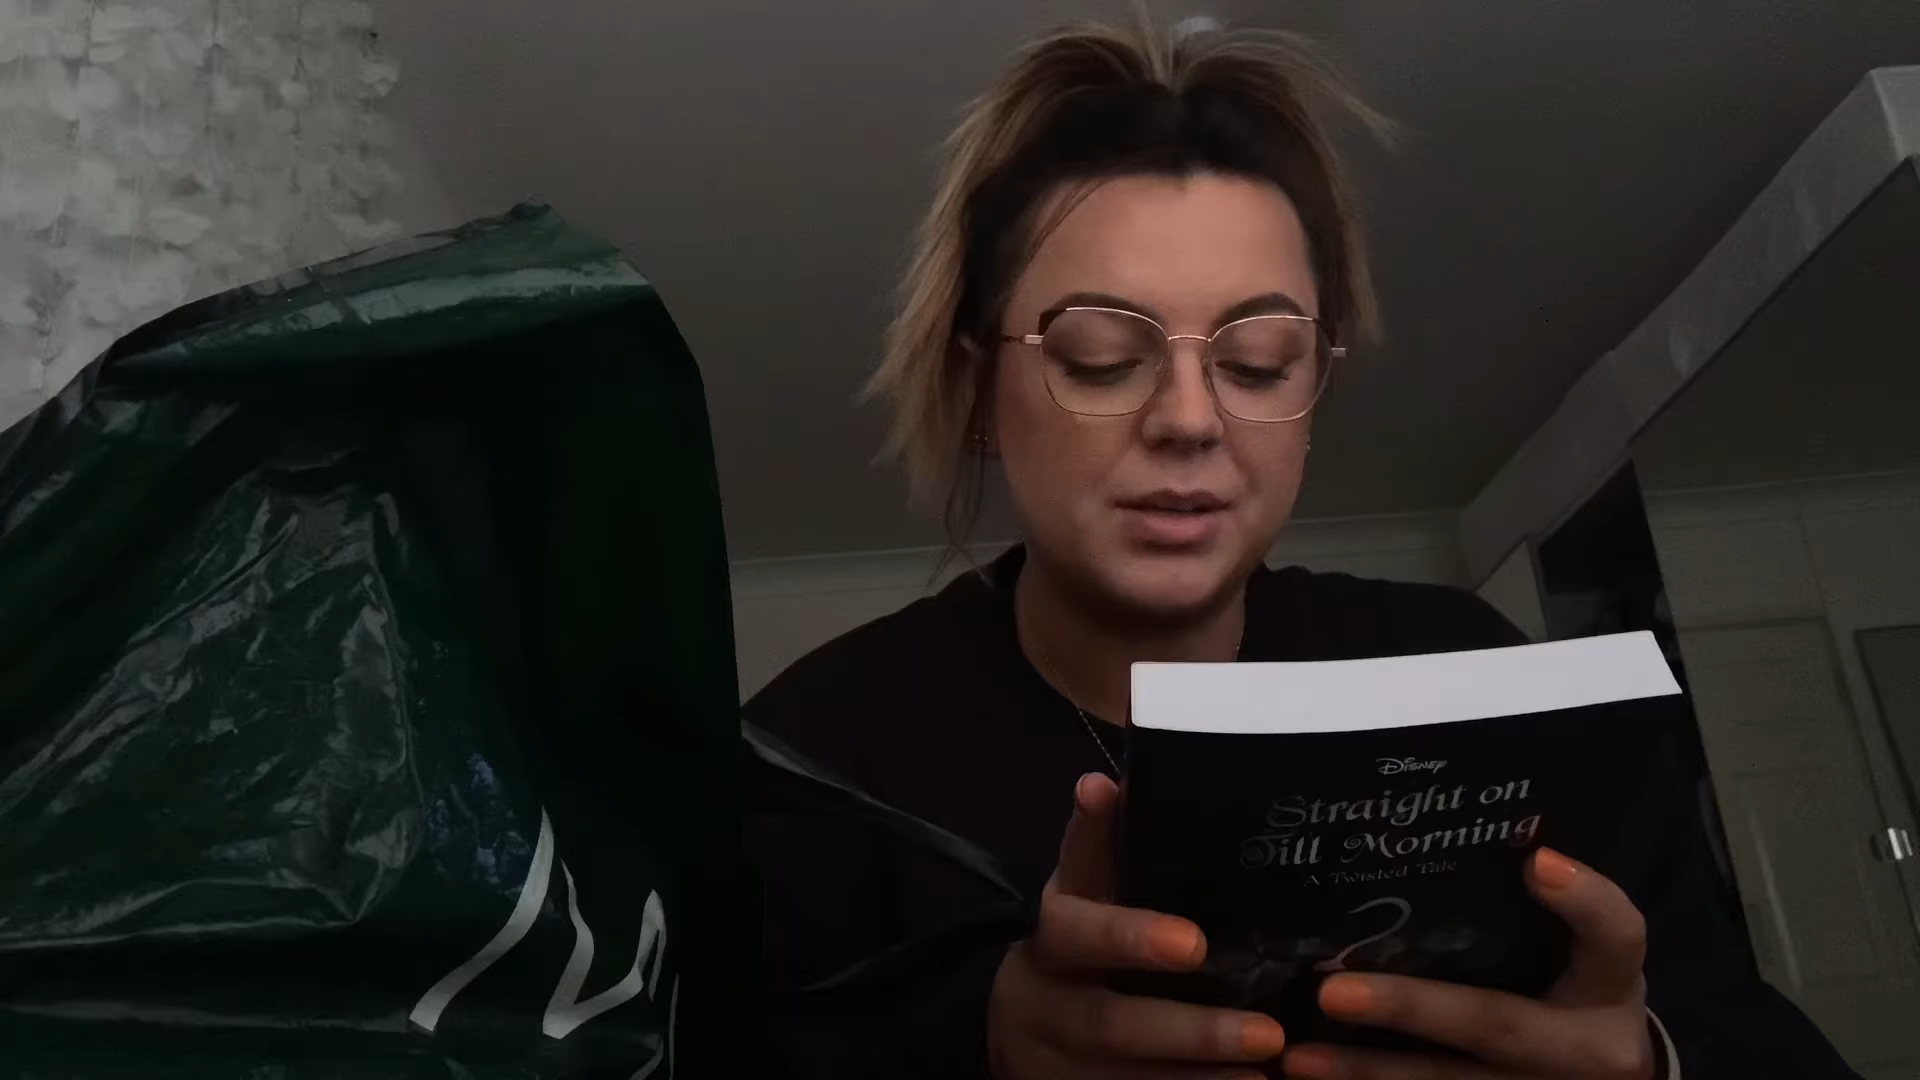 Disney
Straight on
Till Morning
A Twisted Tale